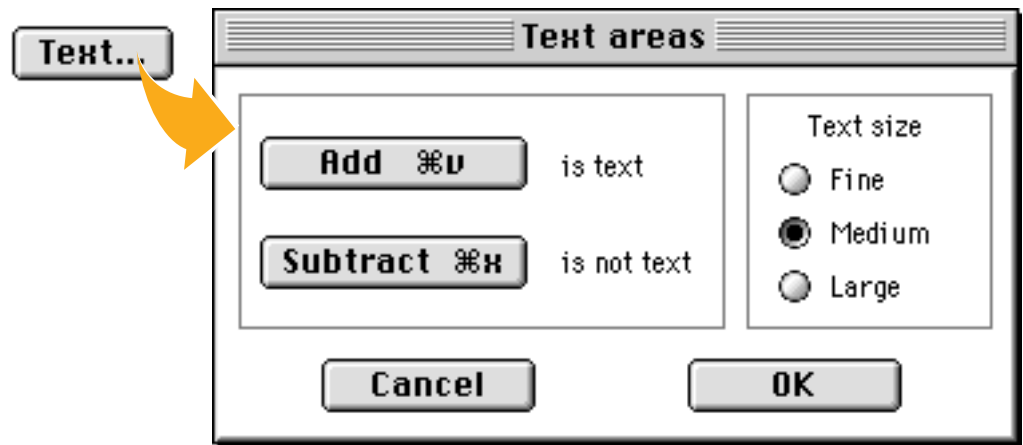 Text...
Text areas
Add ⌘v is text
Subtract ⌘x is not text
Text size
Fine
Medium
Large
Cancel
OK